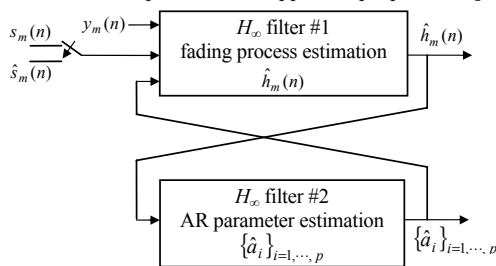 s_m(n)
ŝ_m(n)
y_m(n)
H_∞ filter #1
fading process estimation
ĥ_m(n)
ĥ_m(n)
H_∞ filter #2
AR parameter estimation
{â_i}_{i=1,⋯,p}
{â_i}_{i=1,⋯,p}